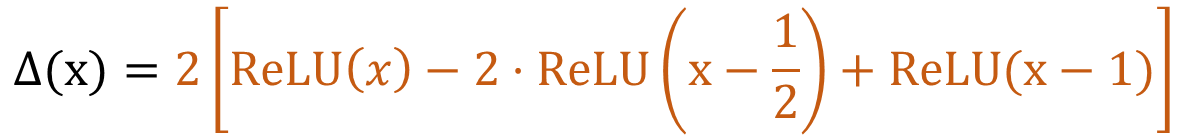 Δ(x) = 2 [ReLU(x) − 2 · ReLU (x − 1/2) + ReLU(x − 1)]